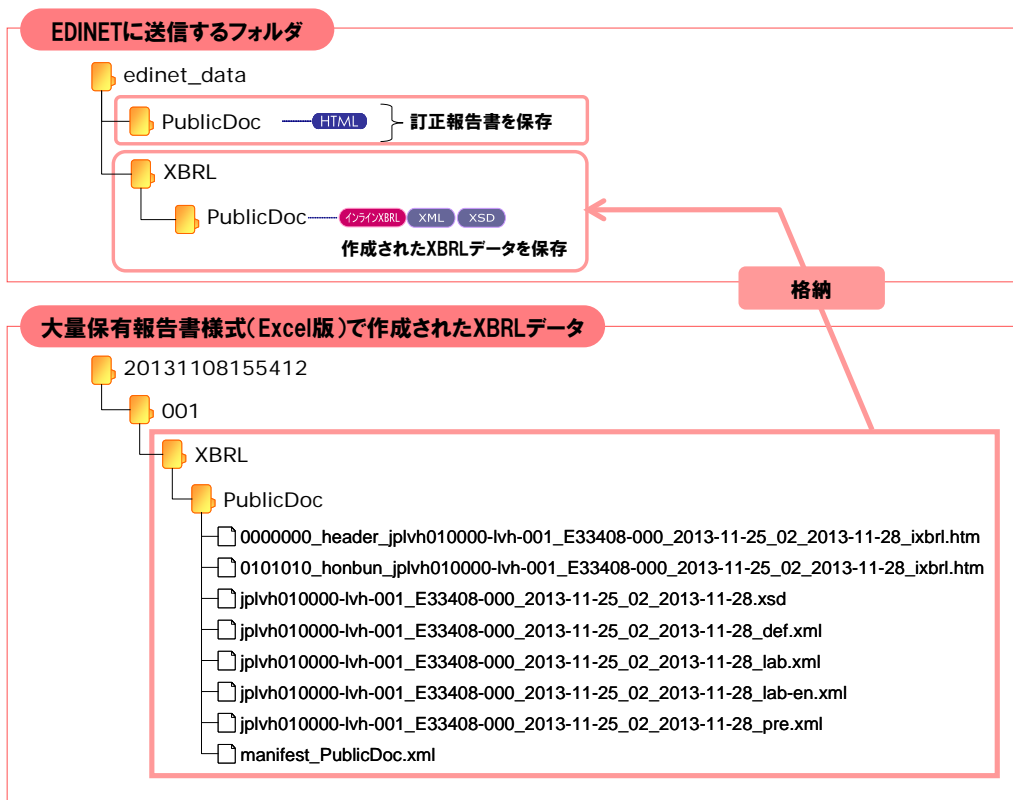 EDINETに送信するフォルダ
edinet_data
PublicDoc HTML 訂正報告書を保存
XBRL
PublicDoc インラインXBRL XML XSD
作成されたXBRLデータを保存
格納
大量保有報告書様式(Excel版)で作成されたXBRLデータ
20131108155412
001
XBRL
PublicDoc
0000000_header_jplvh010000-lvh-001_E33408-000_2013-11-25_02_2013-11-28_ixbrl.htm
0101010_honbun_jplvh010000-lvh-001_E33408-000_2013-11-25_02_2013-11-28_ixbrl.htm
jplvh010000-lvh-001_E33408-000_2013-11-25_02_2013-11-28.xsd
jplvh010000-lvh-001_E33408-000_2013-11-25_02_2013-11-28_def.xml
jplvh010000-lvh-001_E33408-000_2013-11-25_02_2013-11-28_lab.xml
jplvh010000-lvh-001_E33408-000_2013-11-25_02_2013-11-28_lab-en.xml
jplvh010000-lvh-001_E33408-000_2013-11-25_02_2013-11-28_pre.xml
manifest_PublicDoc.xml